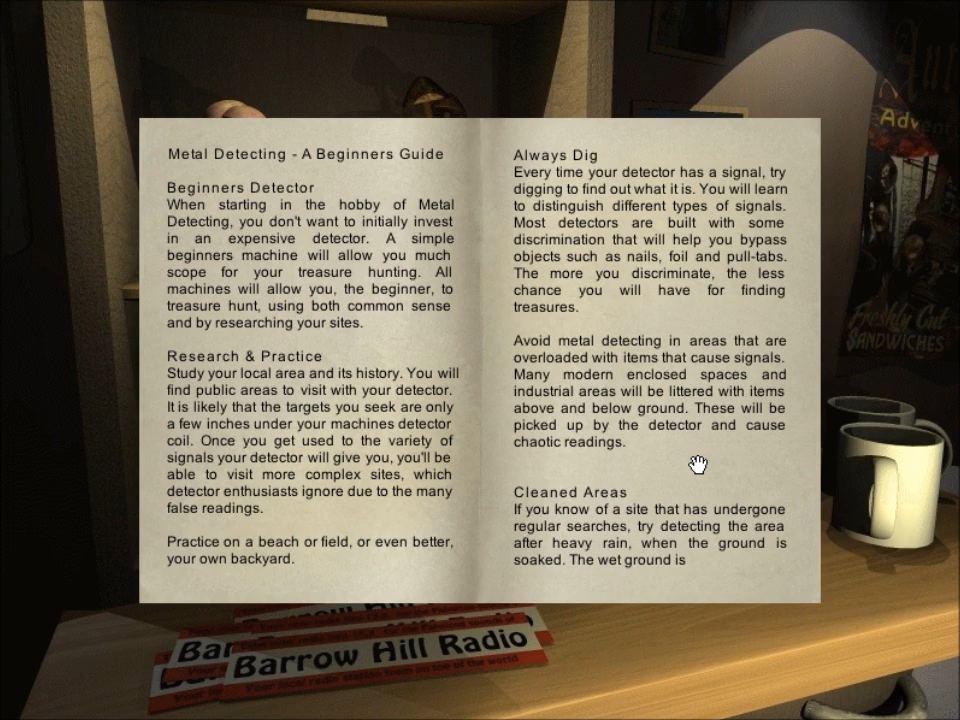 Metal Detecting - A Beginners Guide
Beginners Detector
When starting in the hobby of Metal
Detecting, you don't want to initially invest
in an expensive detector. A simple
beginners machine will allow you much
scope for your treasure hunting. All
machines will allow you, the beginner, to
treasure hunt, using both common sense
and by researching your sites.
Research & Practice
Study your local area and its history. You will
find public areas to visit with your detector.
It is likely that the targets you seek are only
a few inches under your machines detector
coil. Once you get used to the variety of
signals your detector will give you, you'll be
able to visit more complex sites, which
detector enthusiasts ignore due to the many
false readings.
Practice on a beach or field, or even better,
your own backyard.
Always Dig
Every time your detector has a signal, try
digging to find out what it is. You will learn
to distinguish different types of signals.
Most detectors are built with some
discrimination that will help you bypass
objects such as nails, foil and pull-tabs.
The more you discriminate, the less
chance you will have for finding
treasures.
Avoid metal detecting in areas that are
overloaded with items that cause signals.
Many modern enclosed spaces and
industrial areas will be littered with items
above and below ground. These will be
picked up by the detector and cause
chaotic readings.
Cleaned Areas
If you know of a site that has undergone
regular searches, try detecting the area
after heavy rain, when the ground is
soaked. The wet ground is
Freshly Cut
SANDWICHES
Barrow Hill Radio
Your local radio station from on top of the world